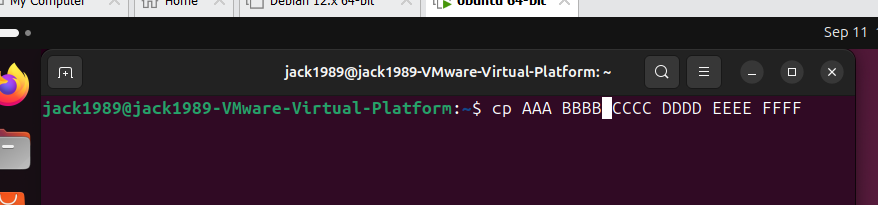 My Computer
Home
Debian 12.x 64-bit
Ubuntu 64-bit
Sep 11
jack1989@jack1989-VMware-Virtual-Platform: ~
jack1989@jack1989-VMware-Virtual-Platform:~$ cp AAA BBBB CCCC DDDD EEEE FFFF